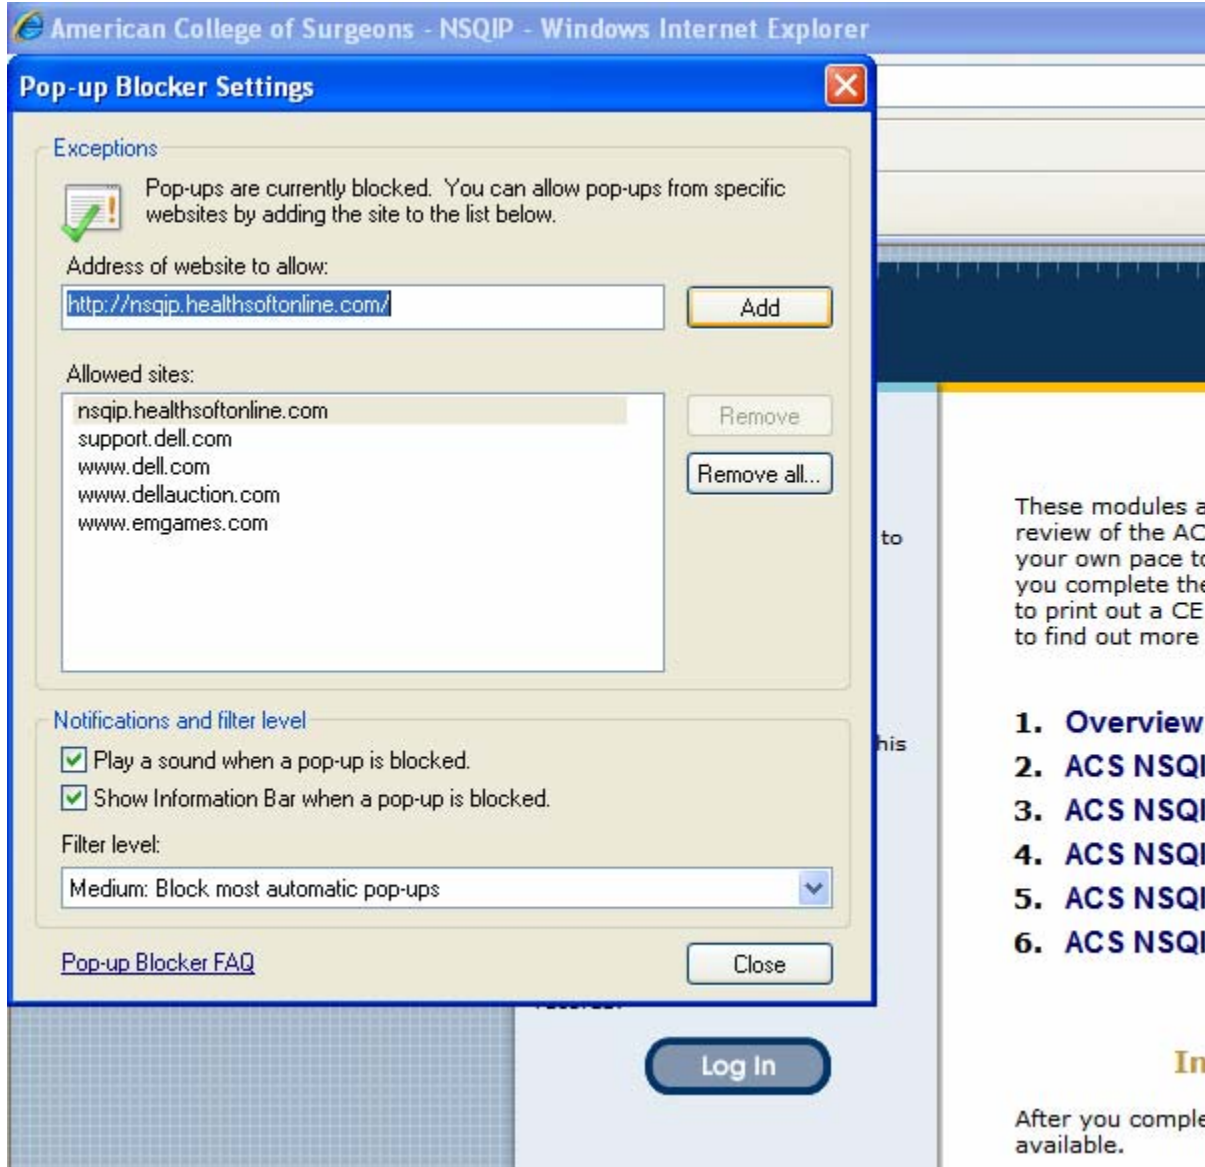 American College of Surgeons - NSQIP - Windows Internet Explorer
Pop-up Blocker Settings
Exceptions
Pop-ups are currently blocked. You can allow pop-ups from specific
websites by adding the site to the list below.
Address of website to allow:
http://nsqip.healthsoftonline.com/
Add
Allowed sites:
nsqip.healthsoftonline.com
support.dell.com
www.dell.com
www.dellauction.com
www.emgames.com
Remove
Remove all...
Notifications and filter level
Play a sound when a pop-up is blocked.
Show Information Bar when a pop-up is blocked.
Filter level:
Medium: Block most automatic pop-ups
Pop-up Blocker FAQ
Close
to
his
Log In
These modules a
review of the AC
your own pace to
you complete the
to print out a CE
to find out more
1. Overview
2. ACS NSQI
3. ACS NSQI
4. ACS NSQI
5. ACS NSQI
6. ACS NSQI
In
After you comple
available.